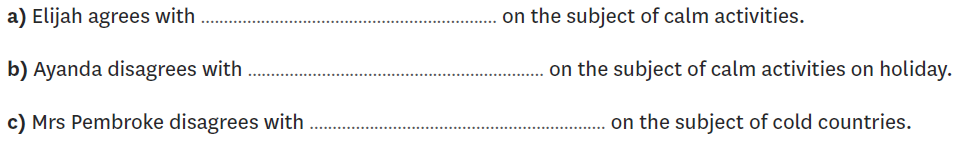 a) Elijah agrees with ................................................................ on the subject of calm activities.
b) Ayanda disagrees with ................................................................ on the subject of calm activities on holiday.
c) Mrs Pembroke disagrees with ................................................................ on the subject of cold countries.